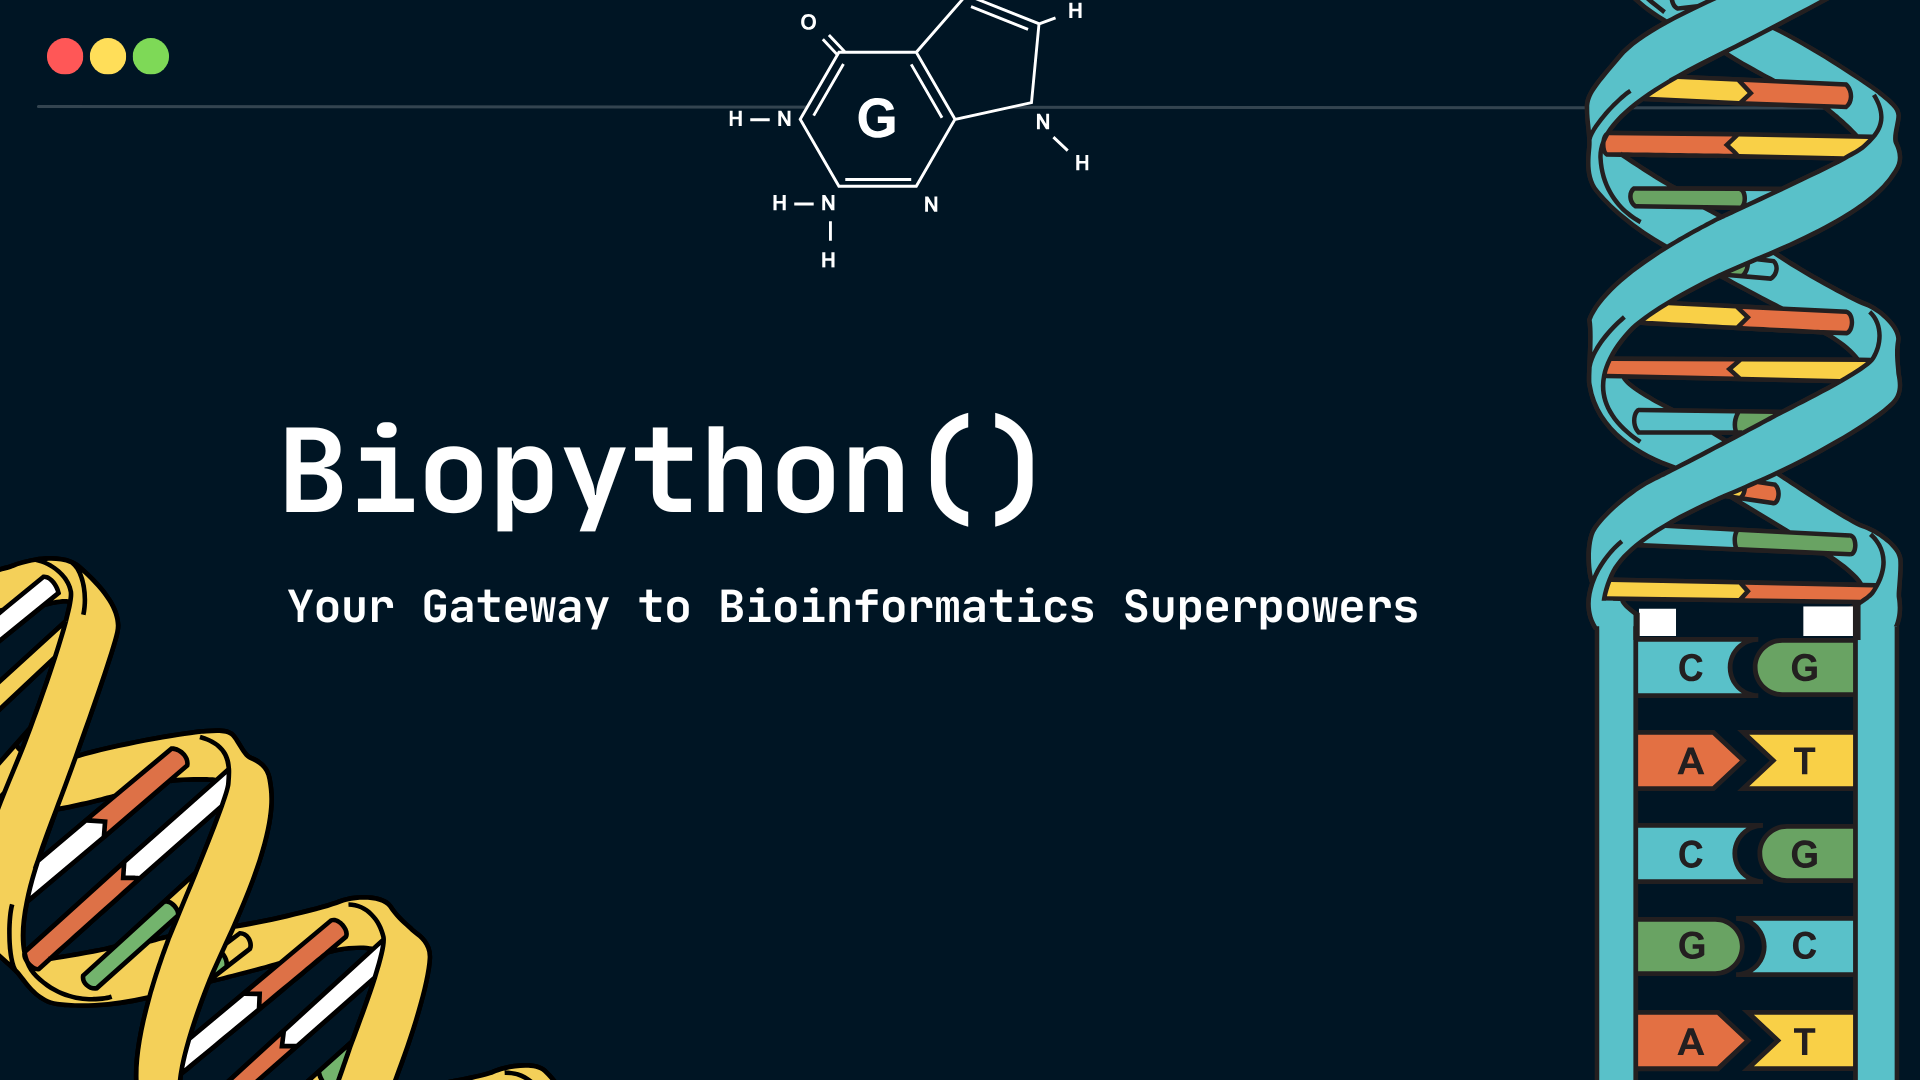 O
H
H — N
G
N
H
H — N
N
H
Biopython()
Your Gateway to Bioinformatics Superpowers
C G
A T
C G
G C
A T